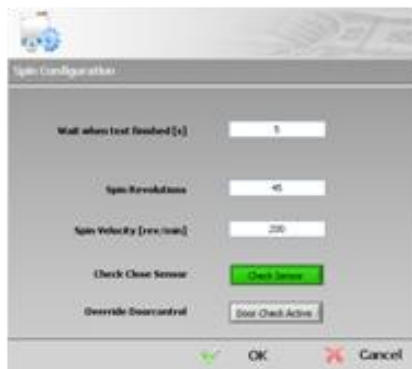 Spin Configuration
Wait when test finished [s] 5
Spin Revolutions 45
Spin Velocity [rev/min] 200
Check Close Sensor Check Sensor
Override Doorcontrol Door Check Active
OK Cancel